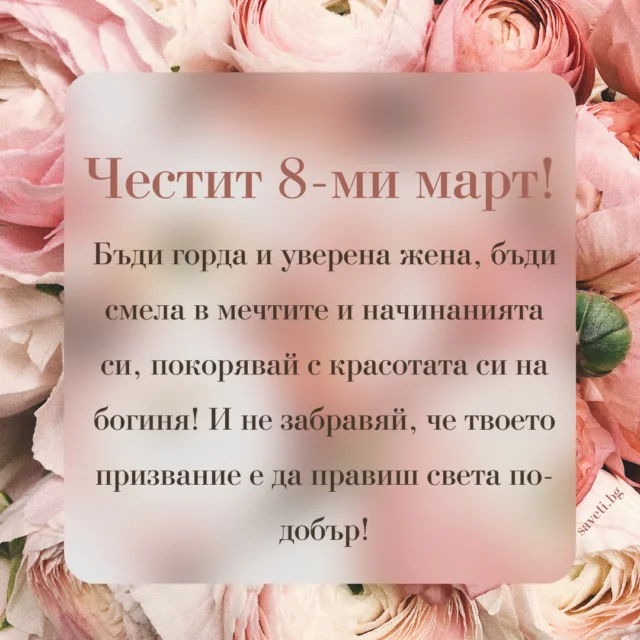 Честит 8-ми март!
Бъди горда и уверена жена, бъди
смела в мечтите и начинанията
си, покорявай с красотата си на
богиня! И не забравяй, че твоето
призвание е да правиш света по-
добър!
saveti.bg